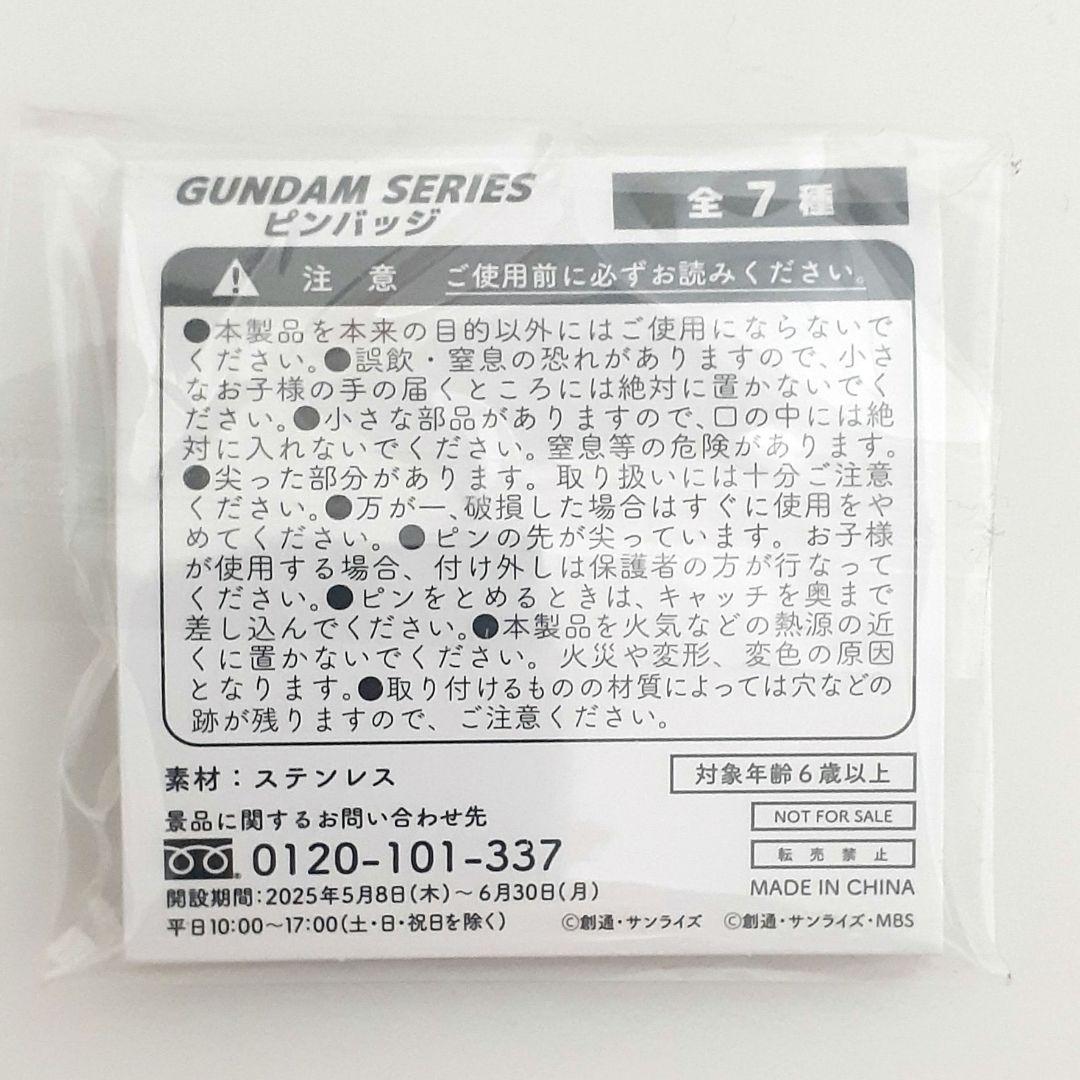 GUNDAM SERIES
ピンバッジ
全7種
注意 ご使用前に必ずお読みください。
●本製品を本来の目的以外にはご使用にならないで
ください。●誤飲・窒息の恐れがありますので、小さ
なお子様の手の届くところには絶対に置かないでく
ださい。●小さな部品がありますので、口の中には絶
対に入れないでください。窒息等の危険があります。
●尖った部分があります。取り扱いには十分ご注意
ください。●万が一、破損した場合はすぐに使用をや
めてください。●ピンの先が尖っています。お子様
が使用する場合、付け外しは保護者の方が行なって
ください。●ピンをとめるときは、キャッチを奥まで
差し込んでください。●本製品を火気などの熱源の近
くに置かないでください。火災や変形、変色の原因
となります。●取り付けるものの材質によっては穴などの
跡が残りますので、ご注意ください。
素材：ステンレス
対象年齢6歳以上
景品に関するお問い合わせ先
0120-101-337
開設期間：2025年5月8日(木)～6月30日(月)
平日10:00～17:00(土・日・祝日を除く)
NOT FOR SALE
転売禁止
MADE IN CHINA
©創通・サンライズ ©創通・サンライズ・MBS